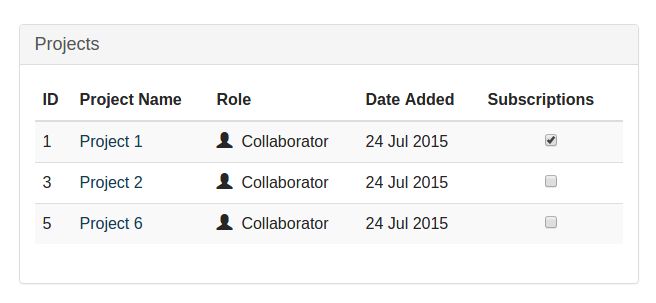 Projects
ID Project Name Role Date Added Subscriptions
1 Project 1 Collaborator 24 Jul 2015
3 Project 2 Collaborator 24 Jul 2015
5 Project 6 Collaborator 24 Jul 2015